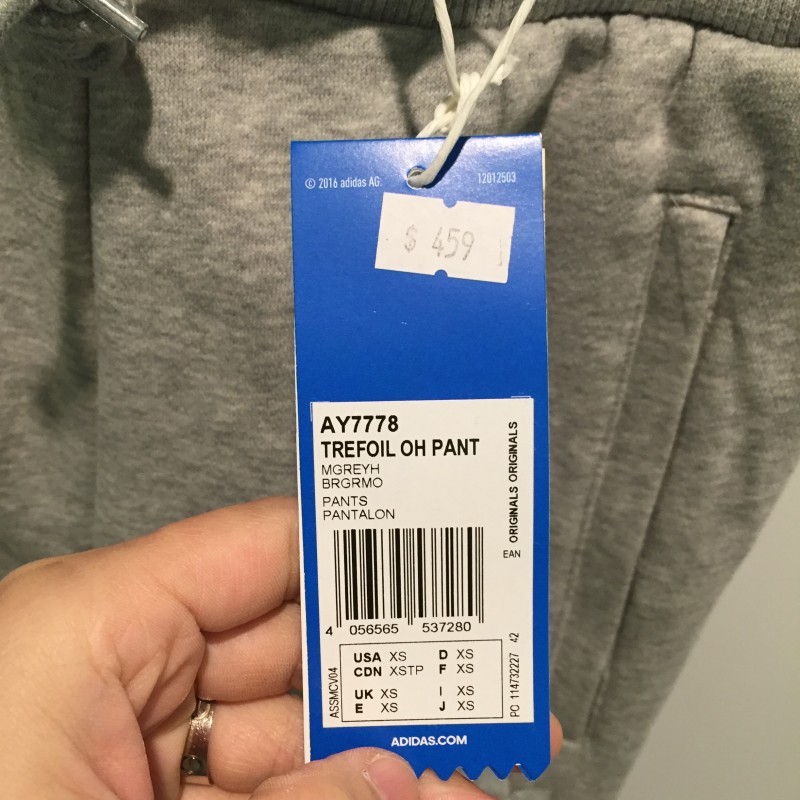 © 2016 adidas AG.
12012503
$ 459
AY7778
TREFOIL OH PANT
MGREYH
BRGRMO
PANTS
PANTALON
ORIGINALS ORIGINALS
EAN
4 056565 537280
USA XS D XS
CDN XSTP F XS
UK XS I XS
E XS J XS
ASSMCV04
PO 114732227 42
ADIDAS.COM